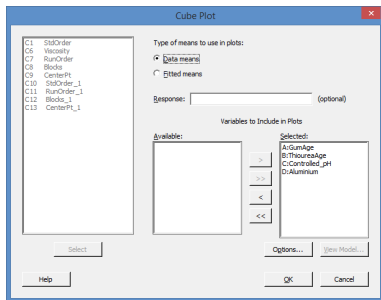 Cube Plot
×
C1 StdOrder
C6 Viscosity
C7 RunOrder
C8 Blocks
C9 CenterPt
C10 StdOrder_1
C11 RunOrder_1
C12 Blocks_1
C13 CenterPt_1
Type of means to use in plots:
Data means
Fitted means
Response: (optional)
Variables to Include in Plots
Available: Selected:
A:GumAge
B:ThioureaAge
C:Controlled_pH
D:Aluminium
>
>>
<
<<
Select Options... View Model...
Help OK Cancel